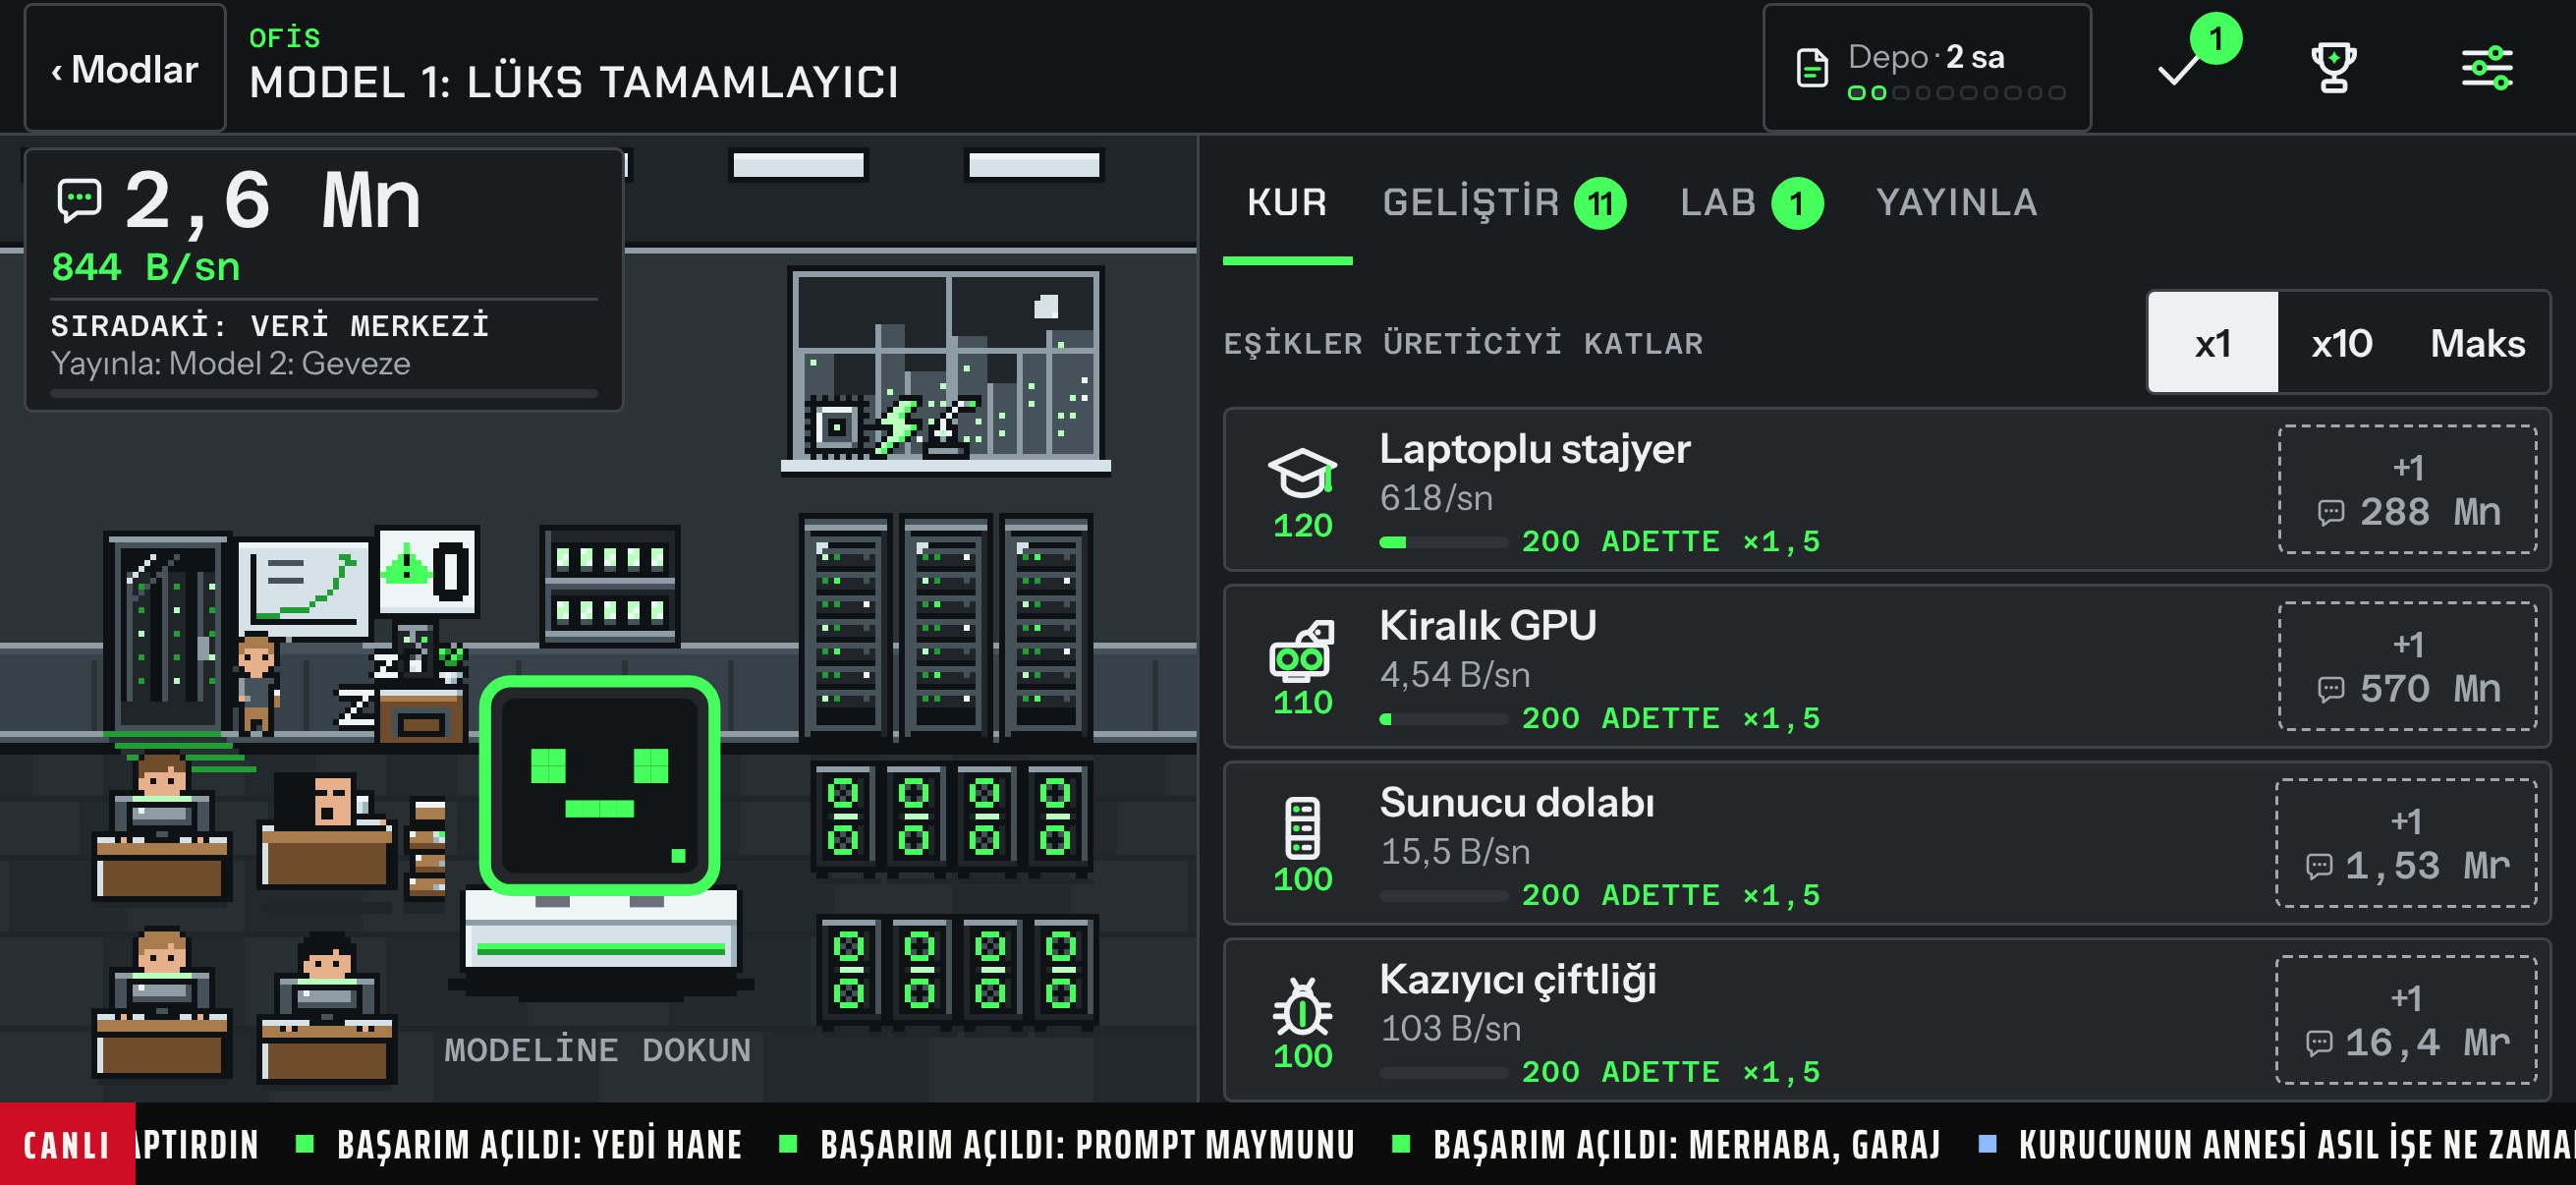 ‹ Modlar
OFİS
MODEL 1: LÜKS TAMAMLAYICI
Depo · 2 sa
1
2,6 Mn
844 B/sn
SIRADAKİ: VERİ MERKEZİ
Yayınla: Model 2: Geveze
MODELİNE DOKUN
KUR
GELİŞTİR 11
LAB 1
YAYINLA
EŞİKLER ÜRETİCİYİ KATLAR
x1
x10
Maks
Laptoplu stajyer
618/sn
120
200 ADETTE ×1,5
+1
288 Mn
Kiralık GPU
4,54 B/sn
110
200 ADETTE ×1,5
+1
570 Mn
Sunucu dolabı
15,5 B/sn
100
200 ADETTE ×1,5
+1
1,53 Mr
Kazıyıcı çiftliği
103 B/sn
100
200 ADETTE ×1,5
+1
16,4 Mr
CANLI
BAŞARIM AÇILDI: YEDİ HANE
BAŞARIM AÇILDI: PROMPT MAYMUNU
BAŞARIM AÇILDI: MERHABA, GARAJ
KURUCUNUN ANNESİ ASIL İŞE NE